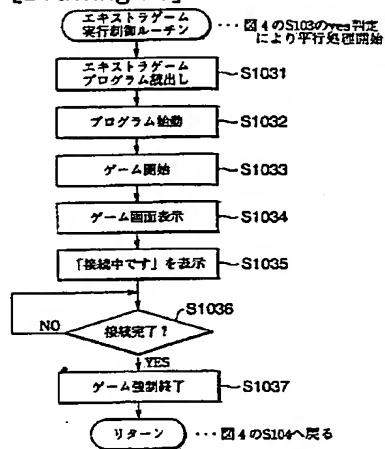 エキストラゲーム
実行制御ルーチン
・・・図4のS103のyes判定
により平行処理開始
エキストラゲーム
プログラム読出し
S1031
プログラム始動
S1032
ゲーム開始
S1033
ゲーム画面表示
S1034
「接続中です」を表示
S1035
S1036
接続完了?
NO
YES
ゲーム強制終了
S1037
リターン
・・・図4のS104へ戻る